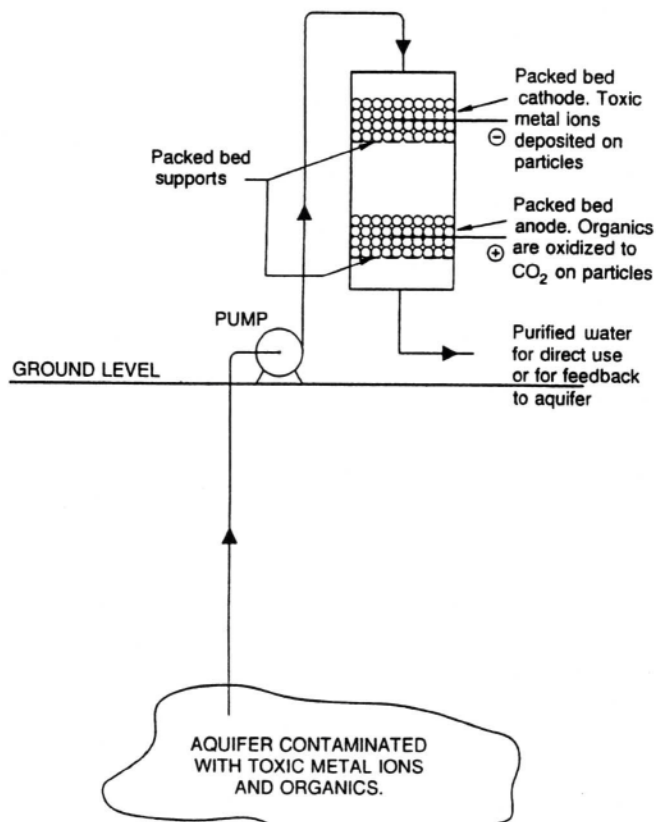 Packed bed
cathode. Toxic
metal ions
⊖ deposited on
particles
Packed bed
supports
Packed bed
anode. Organics
are oxidized to
⊕ CO₂ on particles
PUMP
Purified water
for direct use
or for feedback
to aquifer
GROUND LEVEL
AQUIFER CONTAMINATED
WITH TOXIC METAL IONS
AND ORGANICS.